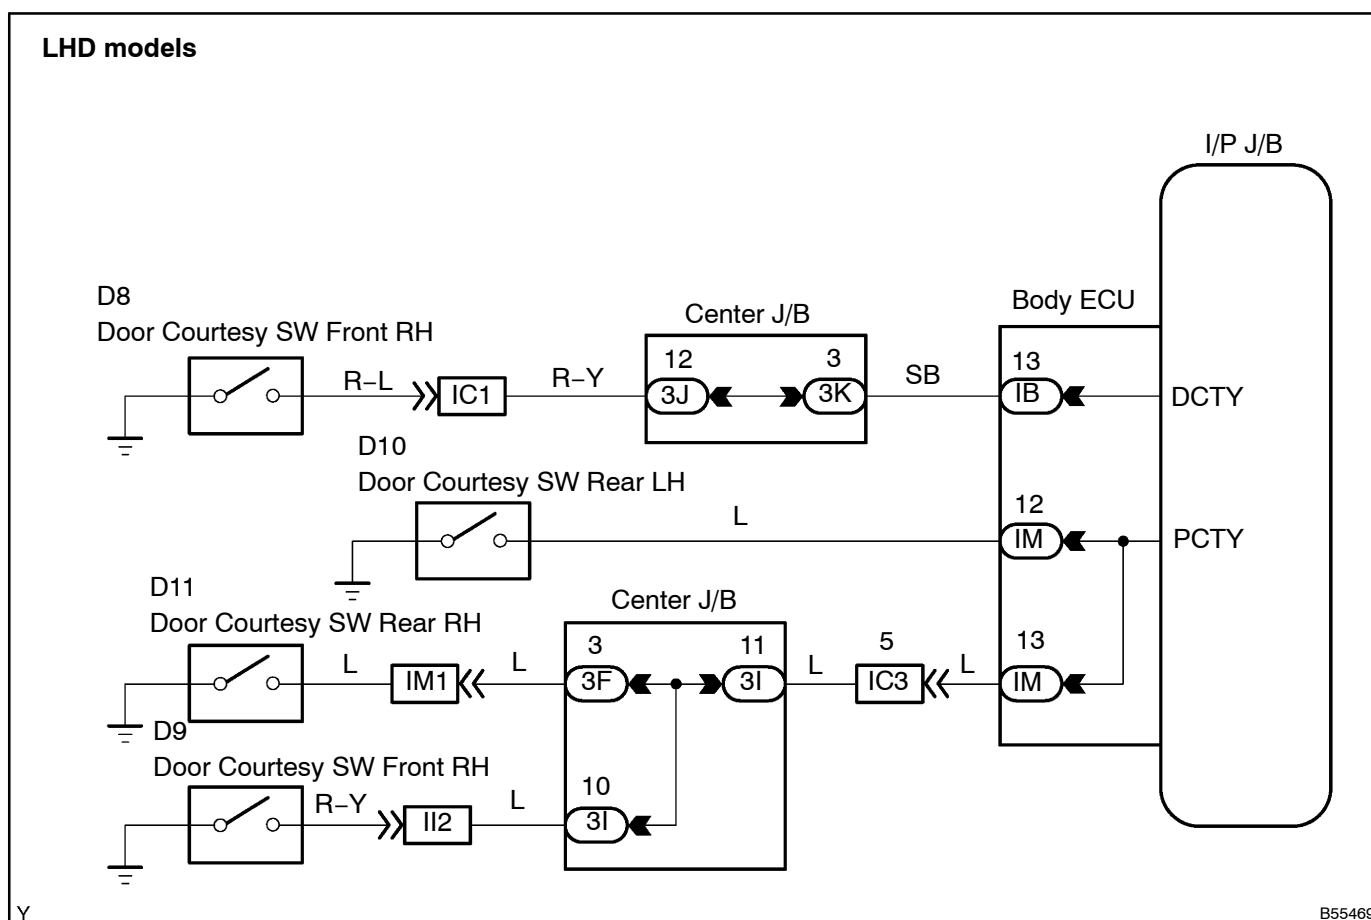 LHD models
I/P J/B
D8
Door Courtesy SW Front RH
Center J/B
Body ECU
R–L
IC1
R–Y
12
3J
3
3K
SB
13
IB
DCTY
D10
Door Courtesy SW Rear LH
L
12
IM
PCTY
D11
Door Courtesy SW Rear RH
Center J/B
L
IM1
L
3
3F
11
3I
L
5
IC3
L
13
IM
D9
Door Courtesy SW Front RH
R–Y
II2
L
10
3I
Y
B55469